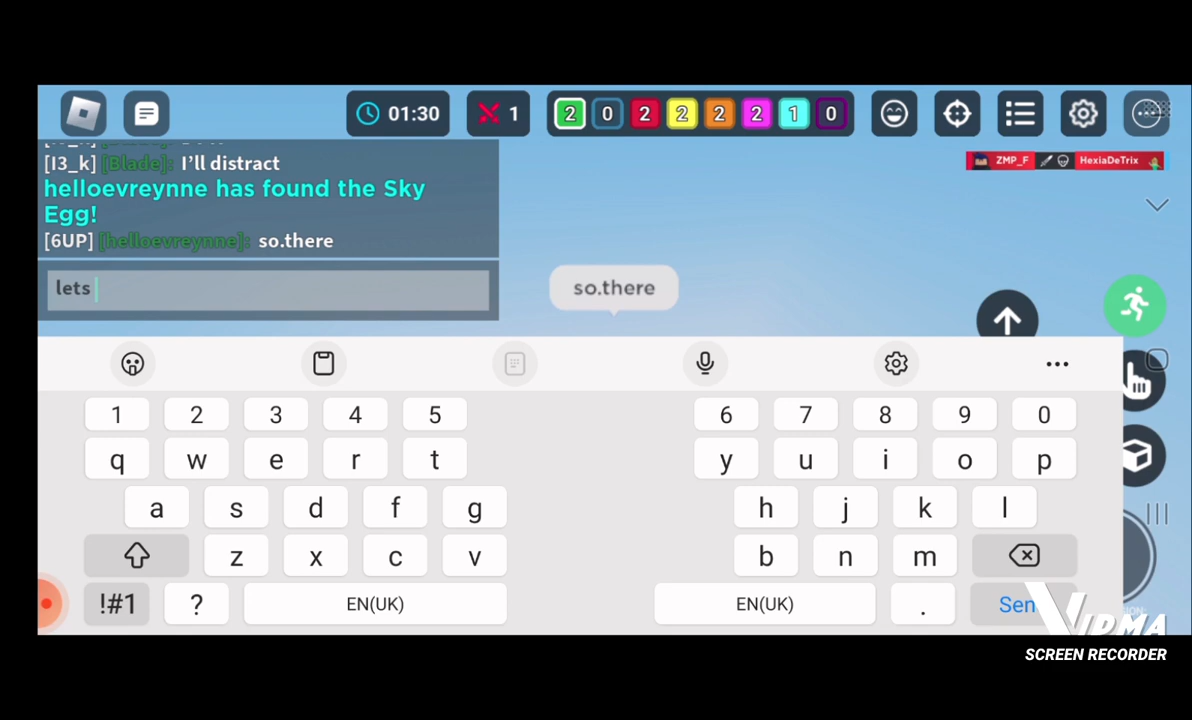 01:30
1
2 0 2 2 2 2 1 0
[Blade]: I'll distract
helloevreynne has found the Sky
Egg!
[6UP] [helloevreynne]: so.there
lets
so.there
ZMP_F HexiaDeTrix
1 2 3 4 5 6 7 8 9 0
q w e r t y u i o p
a s d f g h j k l
z x c v b n m
!#1 ? EN(UK) EN(UK) . Sen
VIDMA
SCREEN RECORDER